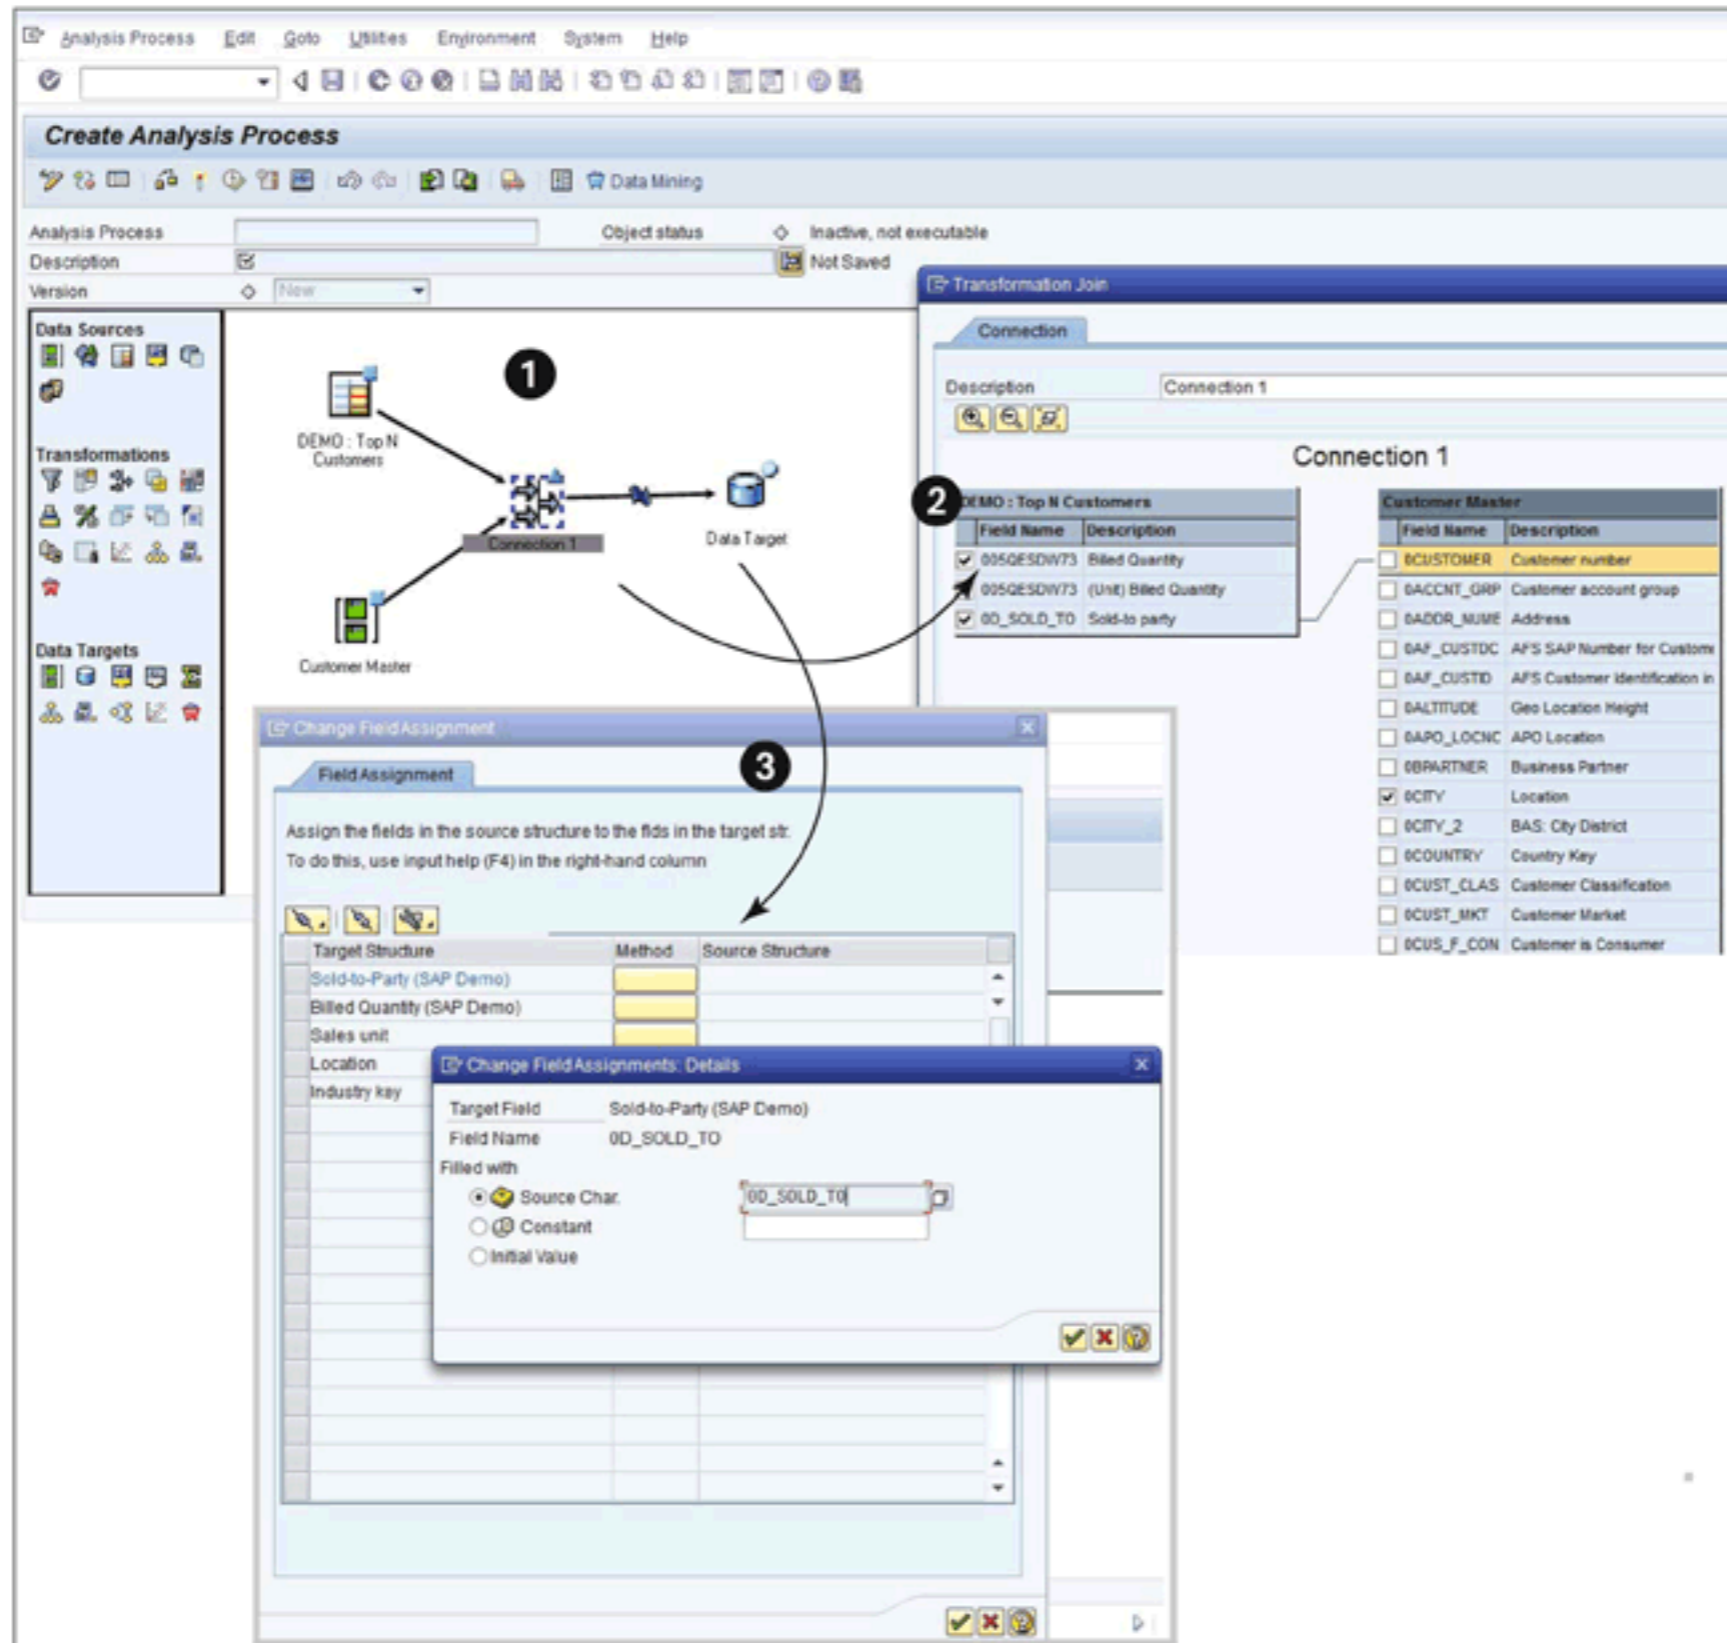 Analysis Process Edit Goto Utilities Environment System Help
Create Analysis Process
Data Mining
Analysis Process
Object status
Inactive, not executable
Description
Not Saved
Version
New
Data Sources
Transformations
Data Targets
1
DEMO : Top N
Customers
Connection 1
Data Target
Customer Master
Transformation Join
Connection
Description
Connection 1
Connection 1
2
DEMO : Top N Customers
Field Name Description
005QESDW73 Billed Quantity
005QESDW73 (Unit) Billed Quantity
0D_SOLD_TO Sold-to party
Customer Master
Field Name Description
0CUSTOMER Customer number
0ACCNT_GRP Customer account group
0ADDR_NUME Address
0AF_CUSTDC AFS SAP Number for Custome
0AF_CUSTID AFS Customer Identification in
0ALTITUDE Geo Location Height
0APO_LOCNC APO Location
0BPARTNER Business Partner
0CITY Location
0CITY_2 BAS: City District
0COUNTRY Country Key
0CUST_CLAS Customer Classification
0CUST_MKT Customer Market
0CUS_F_CON Customer is Consumer
Change Field Assignment
3
Field Assignment
Assign the fields in the source structure to the flds in the target str.
To do this, use input help (F4) in the right-hand column
Target Structure Method Source Structure
Sold-to-Party (SAP Demo)
Billed Quantity (SAP Demo)
Sales unit
Location
Industry key
Change Field Assignments: Details
Target Field Sold-to-Party (SAP Demo)
Field Name 0D_SOLD_TO
Filled with
Source Char. 0D_SOLD_TO
Constant
Initial Value